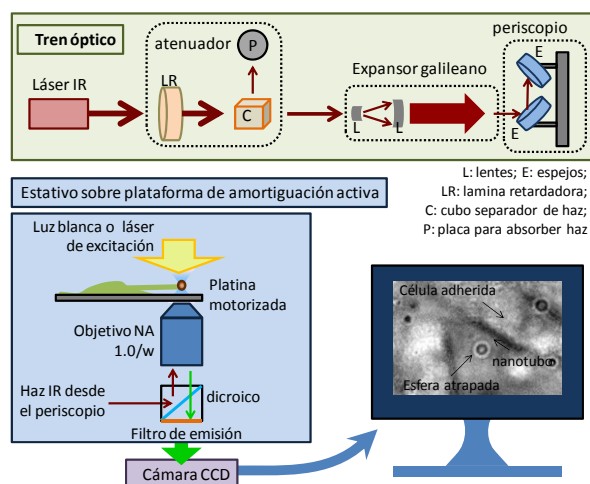 Tren óptico
atenuador
P
Láser IR
LR
C
Expansor galileano
L
L
periscopio
E
E
L: lentes; E: espejos;
LR: lamina retardadora;
C: cubo separador de haz;
P: placa para absorber haz
Estativo sobre plataforma de amortiguación activa
Luz blanca o láser
de excitación
Platina
motorizada
Objetivo NA
1.0/w
Haz IR desde
el periscopio
dicroico
Filtro de emisión
Cámara CCD
Célula adherida
nanotubo
Esfera atrapada